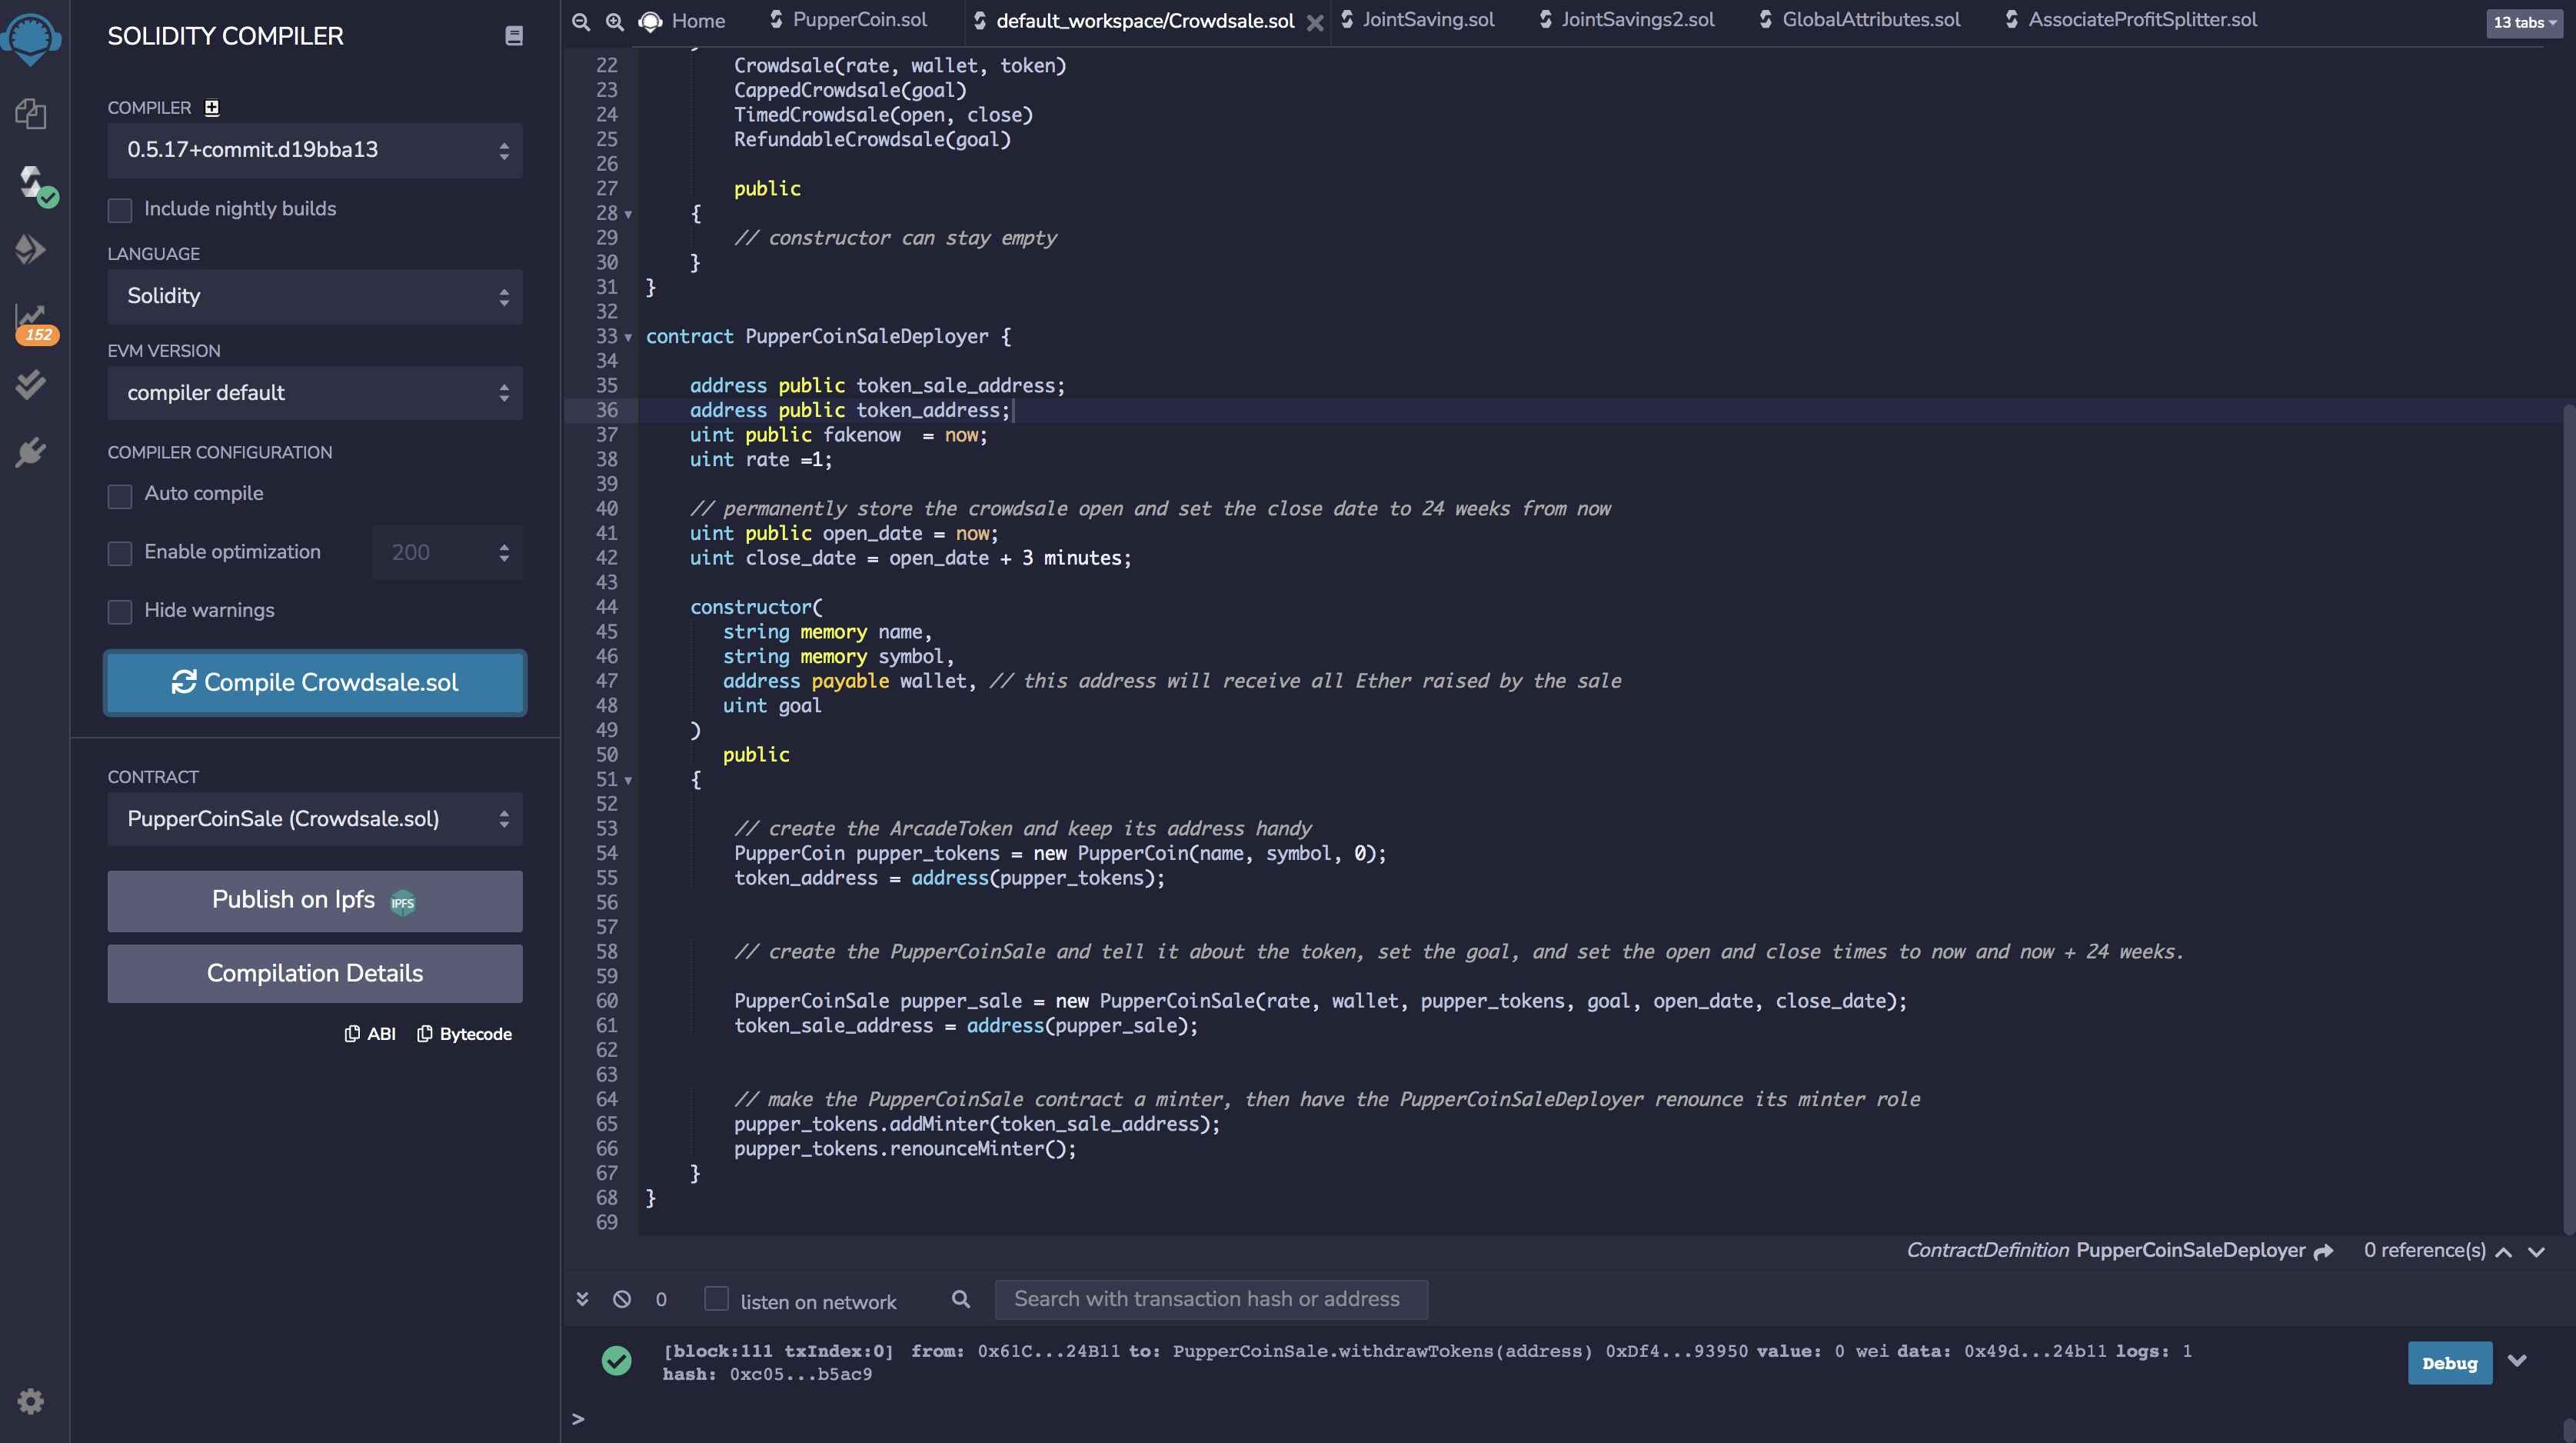 SOLIDITY COMPILER
COMPILER
0.5.17+commit.d19bba13
Include nightly builds
LANGUAGE
Solidity
EVM VERSION
compiler default
COMPILER CONFIGURATION
Auto compile
Enable optimization 200
Hide warnings
Compile Crowdsale.sol
CONTRACT
PupperCoinSale (Crowdsale.sol)
Publish on Ipfs IPFS
Compilation Details
ABI Bytecode
152
Home PupperCoin.sol default_workspace/Crowdsale.sol JointSaving.sol JointSavings2.sol GlobalAttributes.sol AssociateProfitSplitter.sol 13 tabs
22 Crowdsale(rate, wallet, token)
23 CappedCrowdsale(goal)
24 TimedCrowdsale(open, close)
25 RefundableCrowdsale(goal)
26
27 public
28 {
29 // constructor can stay empty
30 }
31 }
32
33 contract PupperCoinSaleDeployer {
34
35 address public token_sale_address;
36 address public token_address;
37 uint public fakenow  = now;
38 uint rate =1;
39
40 // permanently store the crowdsale open and set the close date to 24 weeks from now
41 uint public open_date = now;
42 uint close_date = open_date + 3 minutes;
43
44 constructor(
45 string memory name,
46 string memory symbol,
47 address payable wallet, // this address will receive all Ether raised by the sale
48 uint goal
49 )
50 public
51 {
52
53 // create the ArcadeToken and keep its address handy
54 PupperCoin pupper_tokens = new PupperCoin(name, symbol, 0);
55 token_address = address(pupper_tokens);
56
57
58 // create the PupperCoinSale and tell it about the token, set the goal, and set the open and close times to now and now + 24 weeks.
59
60 PupperCoinSale pupper_sale = new PupperCoinSale(rate, wallet, pupper_tokens, goal, open_date, close_date);
61 token_sale_address = address(pupper_sale);
62
63
64 // make the PupperCoinSale contract a minter, then have the PupperCoinSaleDeployer renounce its minter role
65 pupper_tokens.addMinter(token_sale_address);
66 pupper_tokens.renounceMinter();
67 }
68 }
69
ContractDefinition PupperCoinSaleDeployer 0 reference(s)
0 listen on network Search with transaction hash or address
[block:111 txIndex:0] from: 0x61C...24B11 to: PupperCoinSale.withdrawTokens(address) 0xDf4...93950 value: 0 wei data: 0x49d...24b11 logs: 1
hash: 0xc05...b5ac9
Debug
>